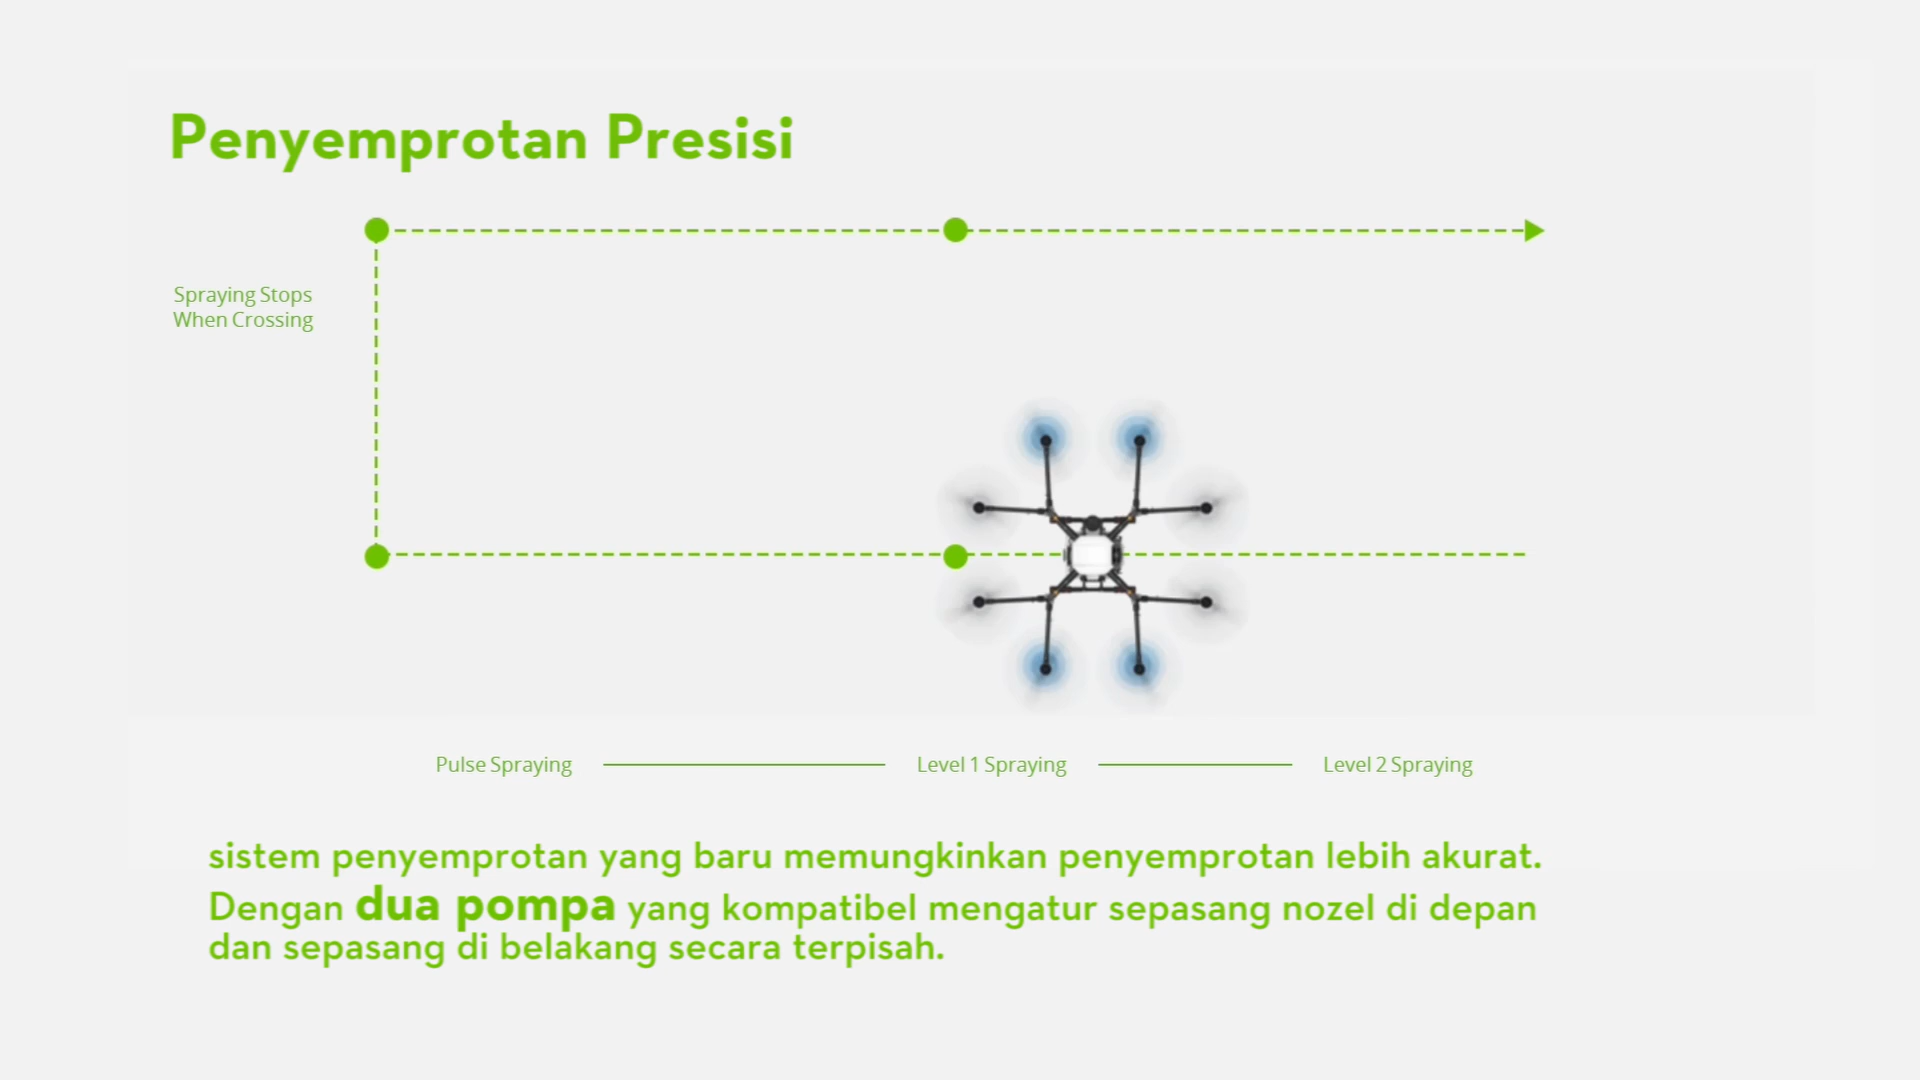 Penyemprotan Presisi
Spraying Stops
When Crossing
Pulse Spraying
Level 1 Spraying
Level 2 Spraying
sistem penyemprotan yang baru memungkinkan penyemprotan lebih akurat.
Dengan dua pompa yang kompatibel mengatur sepasang nozel di depan
dan sepasang di belakang secara terpisah.